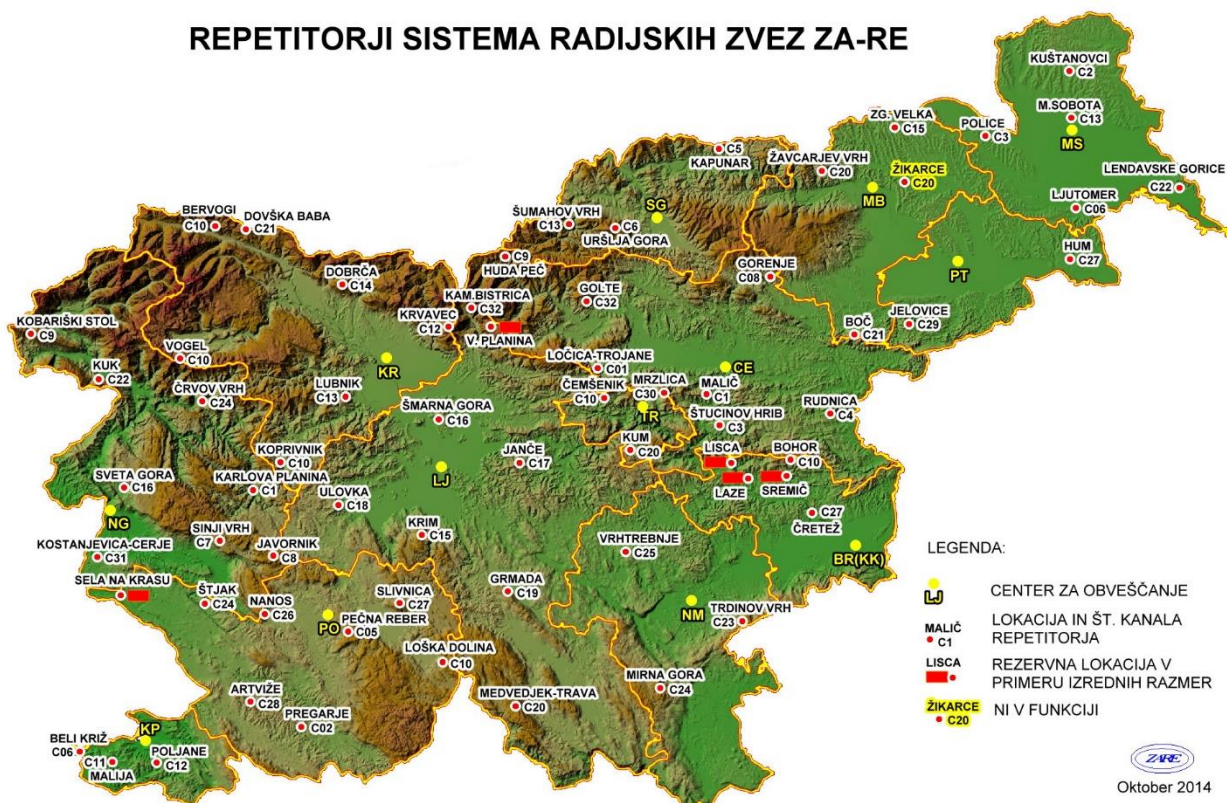 REPETITORJI SISTEMA RADIJSKIH ZVEZ ZA-RE
KUŠTANOVCI
C2
M.SOBOTA
C13
MS
ZG. VELKA
C15
POLICE
C3
C5
KAPUNAR
ŽAVCARJEV VRH
C20
ŽIKARCE
C20
MB
LENDAVSKE GORICE
C22
LJUTOMER
C06
HUM
C27
BERVOGI
C10
DOVŠKA BABA
C21
ŠUMAHOV VRH
C13
SG
C6
URŠLJA GORA
C9
HUDA PEČ
DOBRČA
C14
GORENJE
C08
PT
KAM.BISTRICA
C32
GOLTE
C32
KRVAVEC
C12
V. PLANINA
KOBARIŠKI STOL
C9
BOČ
C21
JELOVICE
C29
VOGEL
C10
KR
LOČICA-TROJANE
C01
CE
KUK
C22
ČRVOV VRH
C24
LUBNIK
C13
ČEMŠENIK
C10
MRZLICA
C30
MALIČ
C1
TR
ŠMARNA GORA
C16
ŠTUCINOV HRIB
C3
RUDNICA
C4
KUM
C20
JANČE
C17
LISCA
BOHOR
C10
LAZE
SREMIČ
KOPRIVNIK
C10
LJ
SVETA GORA
C16
KARLOVA PLANINA
C1
ULOVKA
C18
NG
C27
ČRETEŽ
SINJI VRH
C7
KRIM
C15
VRHTREBNJE
C25
BR(KK)
KOSTANJEVICA-CERJE
C31
JAVORNIK
C8
SELA NA KRASU
ŠTJAK
C24
NANOS
C26
SLIVNICA
C27
GRMADA
C19
NM
TRDINOV VRH
C23
PO
PEČNA REBER
C05
LOŠKA DOLINA
C10
MIRNA GORA
C24
ARTVIŽE
C28
MEDVEDJEK-TRAVA
C20
PREGARJE
C02
KP
BELI KRIŽ
C06
C11
MALIJA
POLJANE
C12
LEGENDA:
LJ
CENTER ZA OBVEŠČANJE
MALIČ
C1
LOKACIJA IN ŠT. KANALA
REPETITORJA
LISCA
REZERVNA LOKACIJA V
PRIMERU IZREDNIH RAZMER
ŽIKARCE
C20
NI V FUNKCIJI
ZARE
Oktober 2014